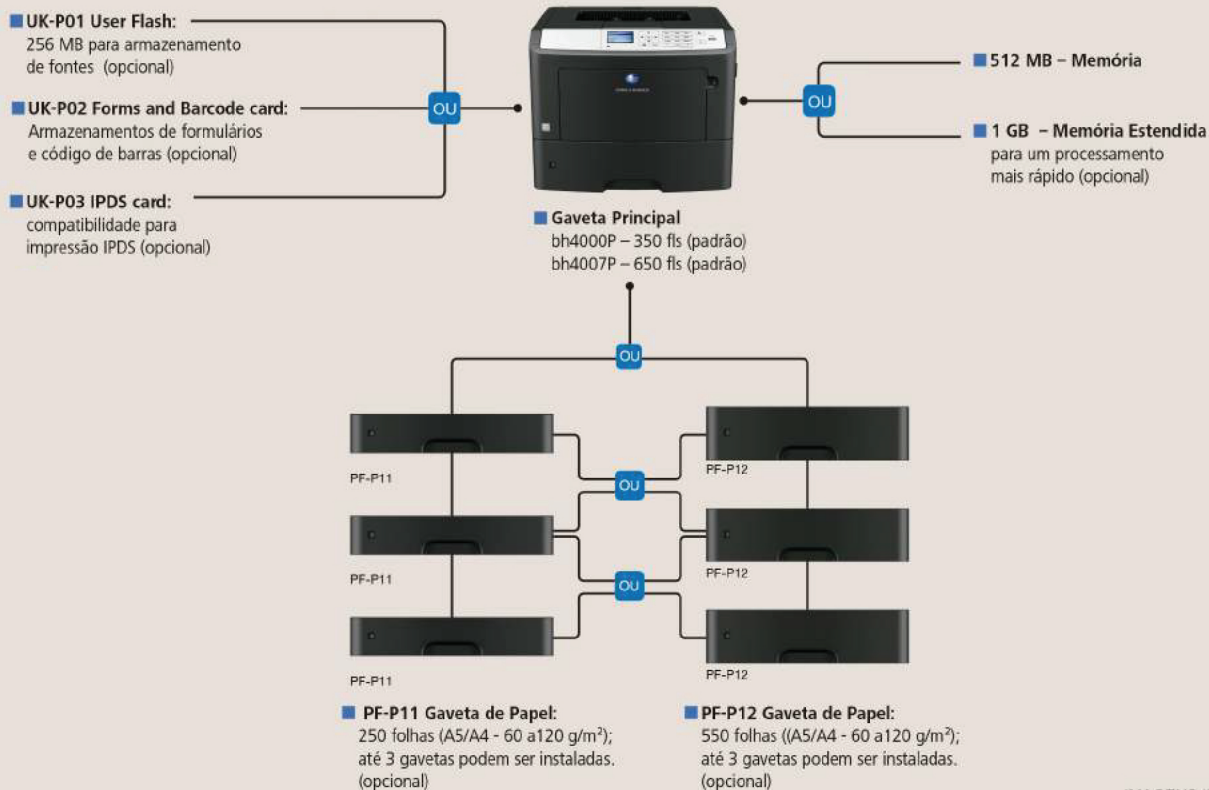 UK-P01 User Flash:
256 MB para armazenamento
de fontes (opcional)
UK-P02 Forms and Barcode card:
Armazenamentos de formulários
e código de barras (opcional)
UK-P03 IPDS card:
compatibilidade para
impressão IPDS (opcional)
OU
OU
512 MB – Memória
1 GB – Memória Estendida
para um processamento
mais rápido (opcional)
Gaveta Principal
bh4000P – 350 fls (padrão)
bh4007P – 650 fls (padrão)
OU
PF-P11
PF-P12
OU
PF-P11
PF-P12
OU
PF-P11
PF-P12
PF-P11 Gaveta de Papel:
250 folhas (A5/A4 - 60 a120 g/m²);
até 3 gavetas podem ser instaladas.
(opcional)
PF-P12 Gaveta de Papel:
550 folhas ((A5/A4 - 60 a120 g/m²);
até 3 gavetas podem ser instaladas.
(opcional)